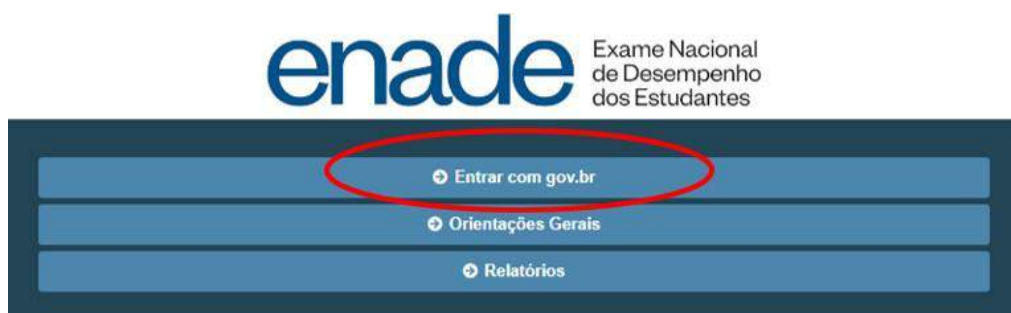 enade
Exame Nacional
de Desempenho
dos Estudantes
Entrar com gov.br
Orientações Gerais
Relatórios